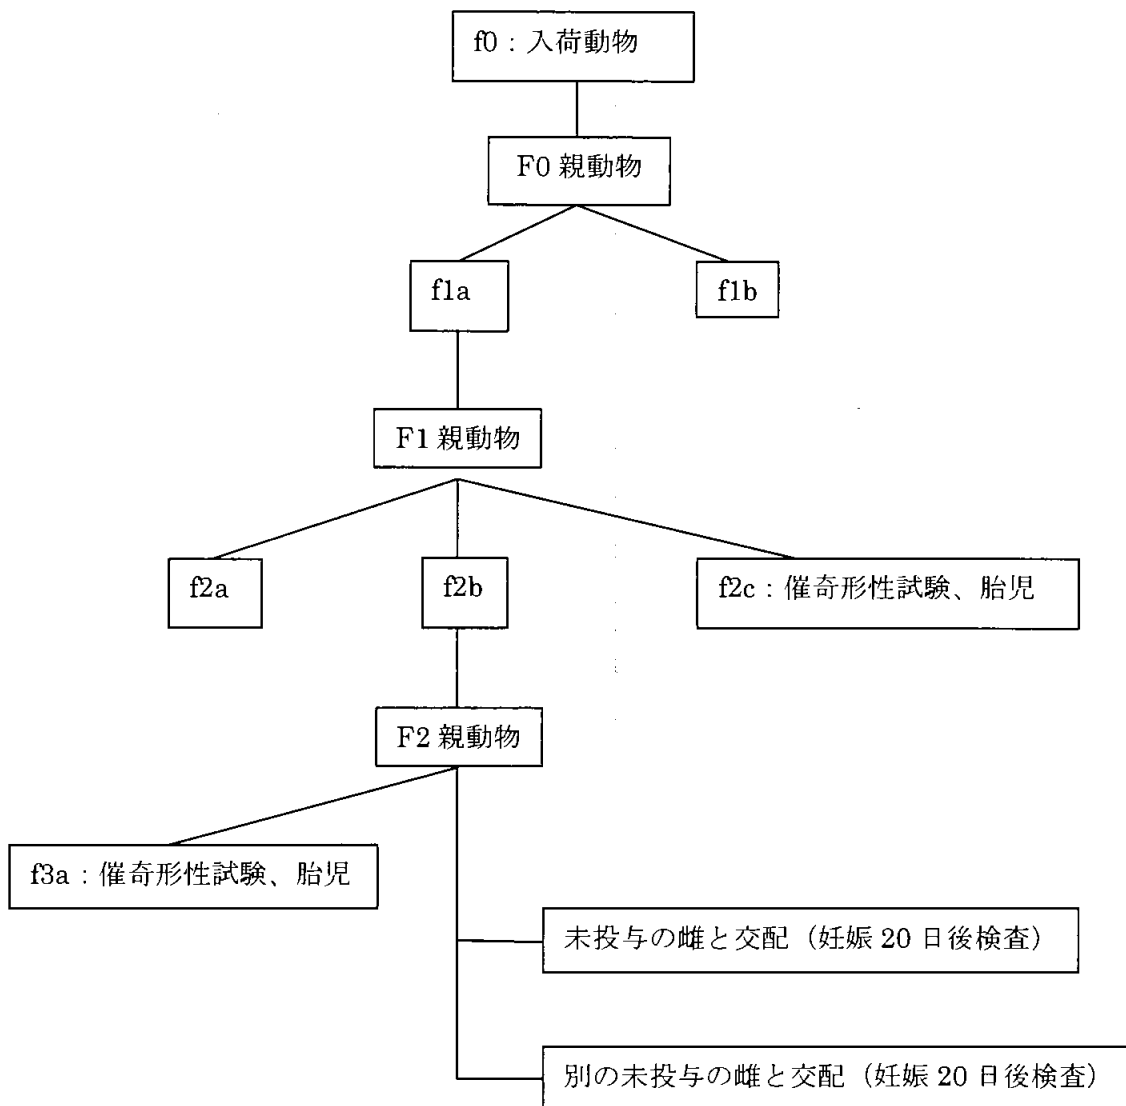 f0：入荷動物
F0 親動物
f1a
f1b
F1 親動物
f2a
f2b
f2c：催奇形性試験、胎児
F2 親動物
f3a：催奇形性試験、胎児
未投与の雌と交配（妊娠 20 日後検査）
別の未投与の雌と交配（妊娠 20 日後検査）